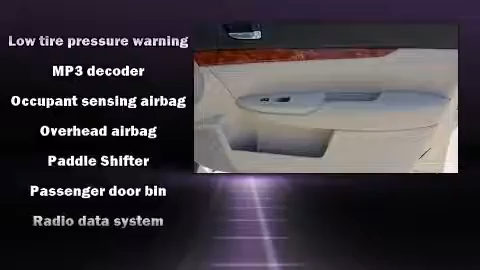 Low tire pressure warning
MP3 decoder
Occupant sensing airbag
Overhead airbag
Paddle Shifter
Passenger door bin
Radio data system